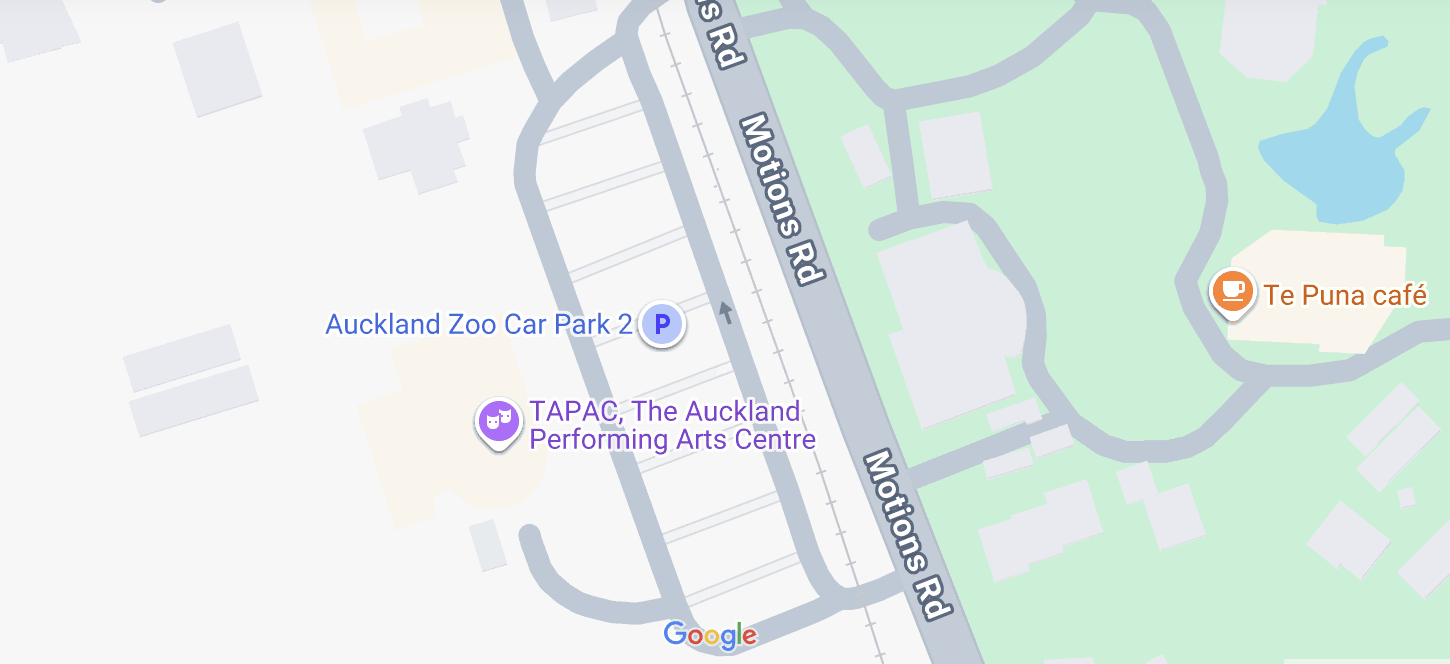 s Rd
Motions Rd
Te Puna café
Auckland Zoo Car Park 2
P
TAPAC, The Auckland
Performing Arts Centre
Motions Rd
Google